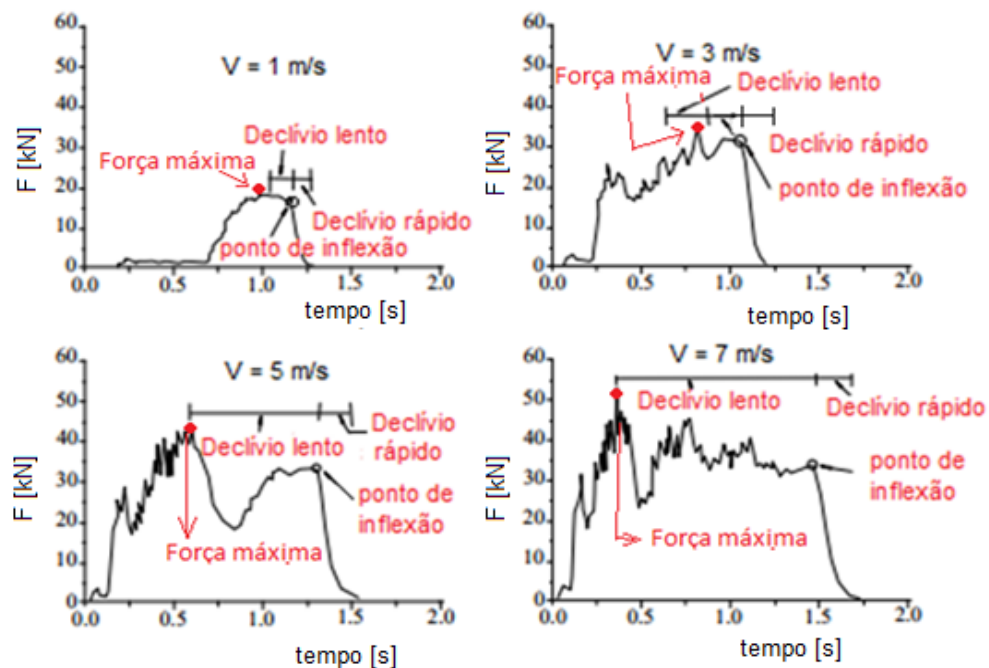 60
50
40
30
20
10
0
F [kN]
V = 1 m/s
Declívio lento
Força máxima
Declívio rápido
ponto de inflexão
0.0 0.5 1.0 1.5 2.0
tempo [s]
60
50
40
30
20
10
0
F [kN]
V = 3 m/s
Força máxima
Declívio lento
Declívio rápido
ponto de inflexão
0.0 0.5 1.0 1.5 2.0
tempo [s]
60
50
40
30
20
10
0
F [kN]
V = 5 m/s
Declívio lento
Declívio
rápido
ponto de
inflexão
Força máxima
0.0 0.5 1.0 1.5 2.0
tempo [s]
60
50
40
30
20
10
0
F [kN]
V = 7 m/s
Declívio lento
Declívio rápido
ponto de
inflexão
Força máxima
0.0 0.5 1.0 1.5 2.0
tempo [s]